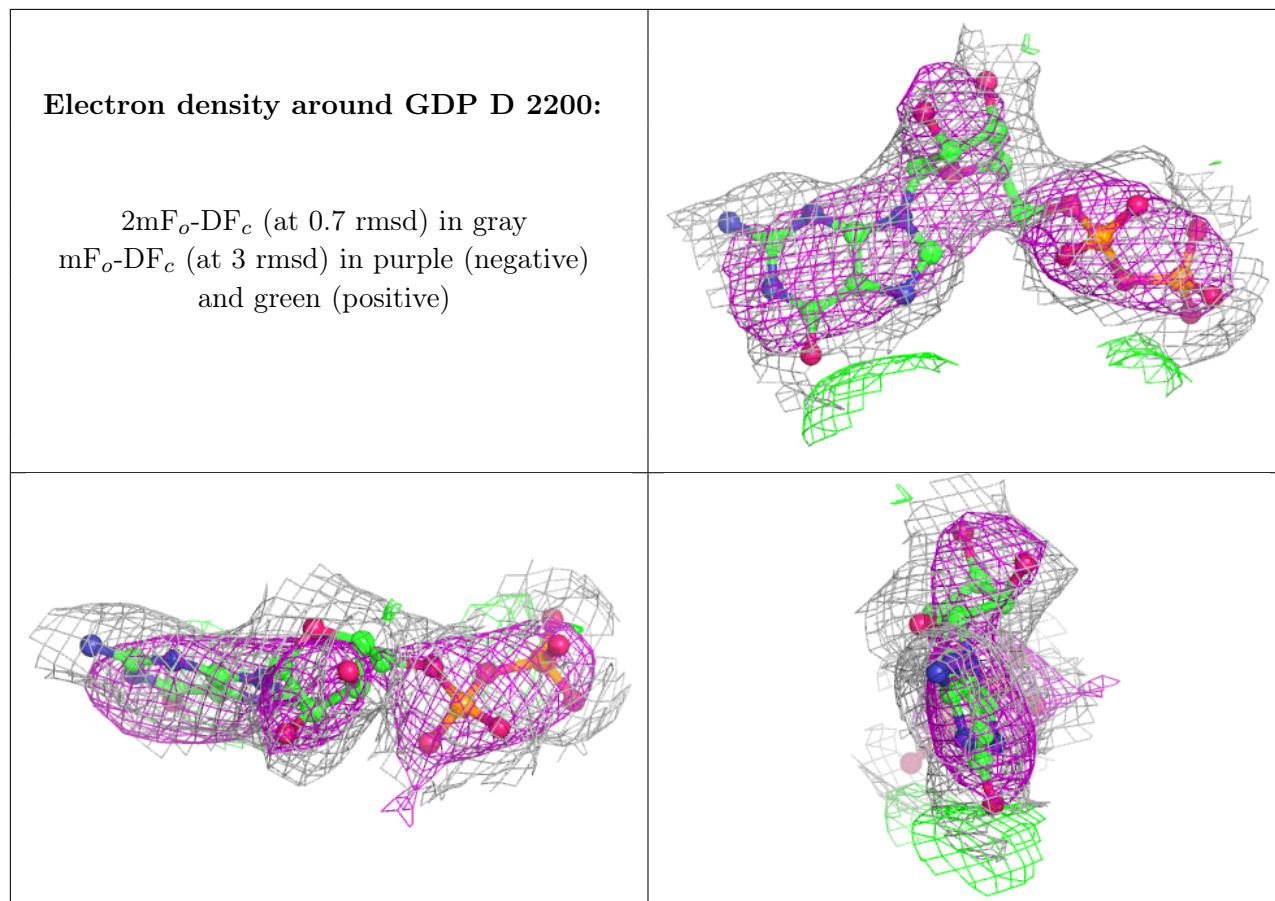 Electron density around GDP D 2200:
2mFₒ-DF𝒸 (at 0.7 rmsd) in gray
mFₒ-DF𝒸 (at 3 rmsd) in purple (negative)
and green (positive)